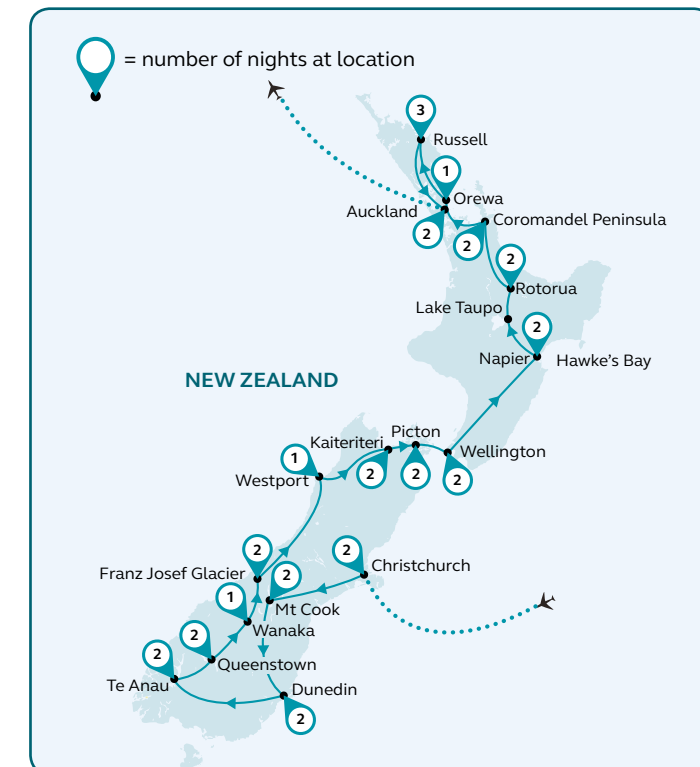 = number of nights at location
3
Russell
1
Orewa
Auckland
2
2
Coromandel Peninsula
2
Rotorua
Lake Taupo
2
Napier
Hawke's Bay
NEW ZEALAND
Picton
Kaiteriteri
1
2
2
2
Wellington
Westport
2
Franz Josef Glacier
2
Christchurch
2
Mt Cook
1
Wanaka
2
Queenstown
2
Te Anau
Dunedin
2